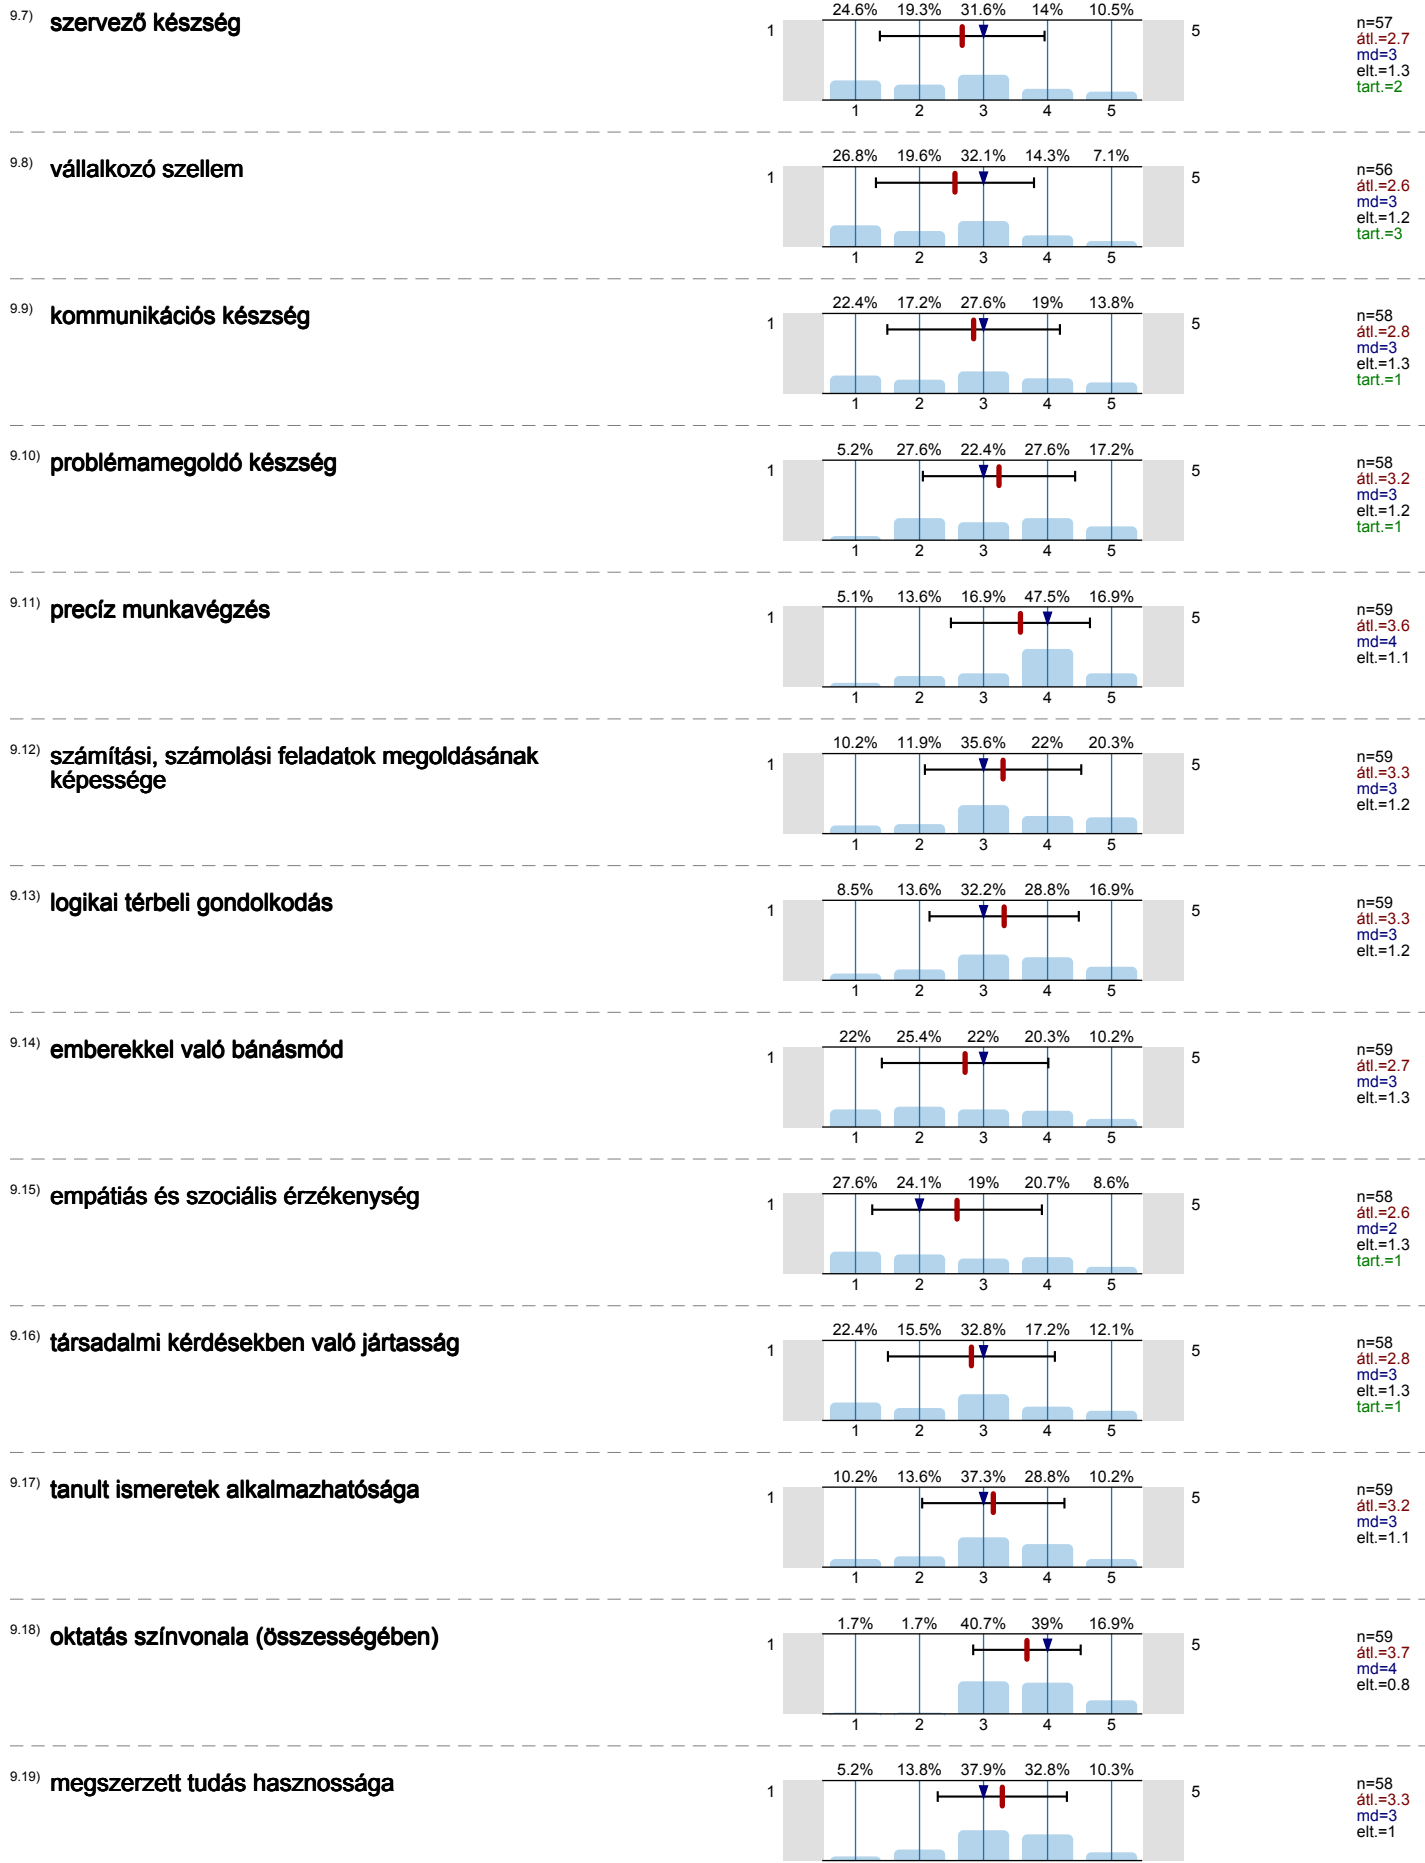 9.7) szervező készség
24.6% 19.3% 31.6% 14% 10.5%
1 5
1 2 3 4 5
n=57
átl.=2.7
md=3
elt.=1.3
tart.=2
9.8) vállalkozó szellem
26.8% 19.6% 32.1% 14.3% 7.1%
1 5
1 2 3 4 5
n=56
átl.=2.6
md=3
elt.=1.2
tart.=3
9.9) kommunikációs készség
22.4% 17.2% 27.6% 19% 13.8%
1 5
1 2 3 4 5
n=58
átl.=2.8
md=3
elt.=1.3
tart.=1
9.10) problémamegoldó készség
5.2% 27.6% 22.4% 27.6% 17.2%
1 5
1 2 3 4 5
n=58
átl.=3.2
md=3
elt.=1.2
tart.=1
9.11) precíz munkavégzés
5.1% 13.6% 16.9% 47.5% 16.9%
1 5
1 2 3 4 5
n=59
átl.=3.6
md=4
elt.=1.1
9.12) számítási, számolási feladatok megoldásának
képessége
10.2% 11.9% 35.6% 22% 20.3%
1 5
1 2 3 4 5
n=59
átl.=3.3
md=3
elt.=1.2
9.13) logikai térbeli gondolkodás
8.5% 13.6% 32.2% 28.8% 16.9%
1 5
1 2 3 4 5
n=59
átl.=3.3
md=3
elt.=1.2
9.14) emberekkel való bánásmód
22% 25.4% 22% 20.3% 10.2%
1 5
1 2 3 4 5
n=59
átl.=2.7
md=3
elt.=1.3
9.15) empátiás és szociális érzékenység
27.6% 24.1% 19% 20.7% 8.6%
1 5
1 2 3 4 5
n=58
átl.=2.6
md=2
elt.=1.3
tart.=1
9.16) társadalmi kérdésekben való jártasság
22.4% 15.5% 32.8% 17.2% 12.1%
1 5
1 2 3 4 5
n=58
átl.=2.8
md=3
elt.=1.3
tart.=1
9.17) tanult ismeretek alkalmazhatósága
10.2% 13.6% 37.3% 28.8% 10.2%
1 5
1 2 3 4 5
n=59
átl.=3.2
md=3
elt.=1.1
9.18) oktatás színvonala (összességében)
1.7% 1.7% 40.7% 39% 16.9%
1 5
1 2 3 4 5
n=59
átl.=3.7
md=4
elt.=0.8
9.19) megszerzett tudás hasznossága
5.2% 13.8% 37.9% 32.8% 10.3%
1 5
n=58
átl.=3.3
md=3
elt.=1